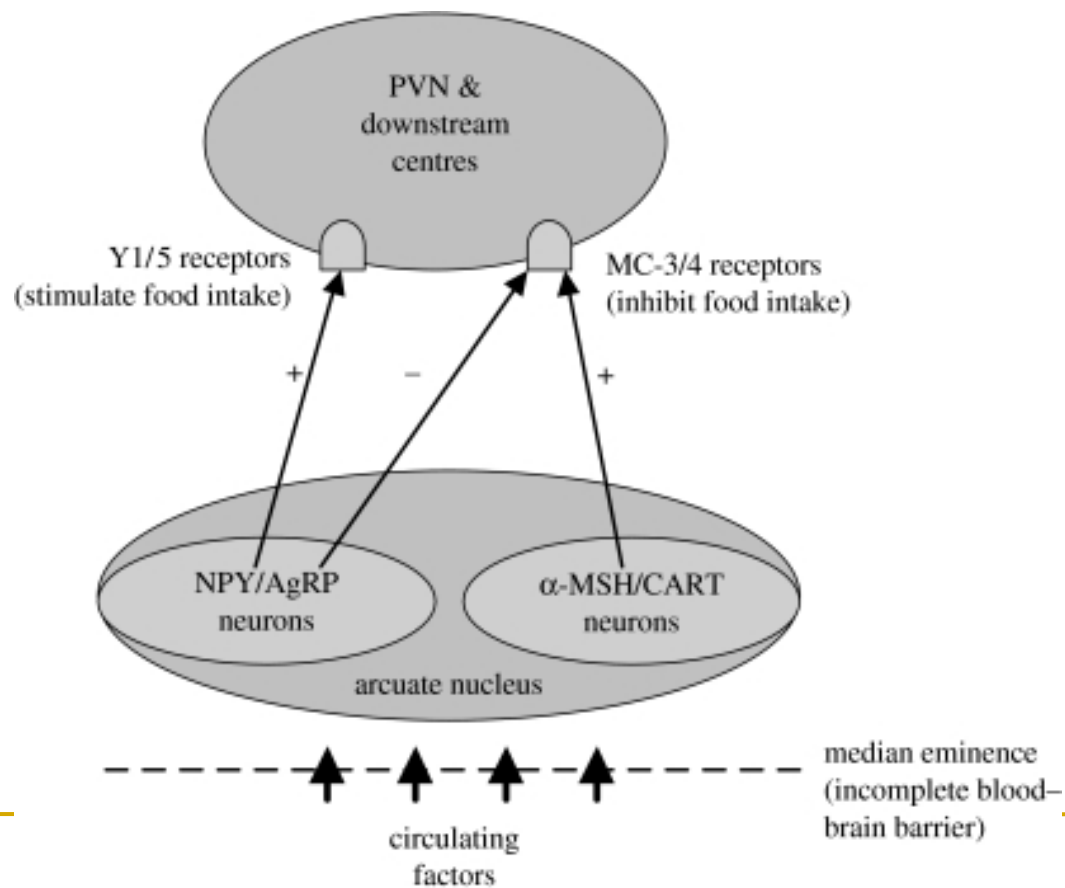 PVN &
downstream
centres
Y1/5 receptors
(stimulate food intake)
MC-3/4 receptors
(inhibit food intake)
+
–
+
NPY/AgRP
neurons
α-MSH/CART
neurons
arcuate nucleus
median eminence
(incomplete blood–
brain barrier)
circulating
factors